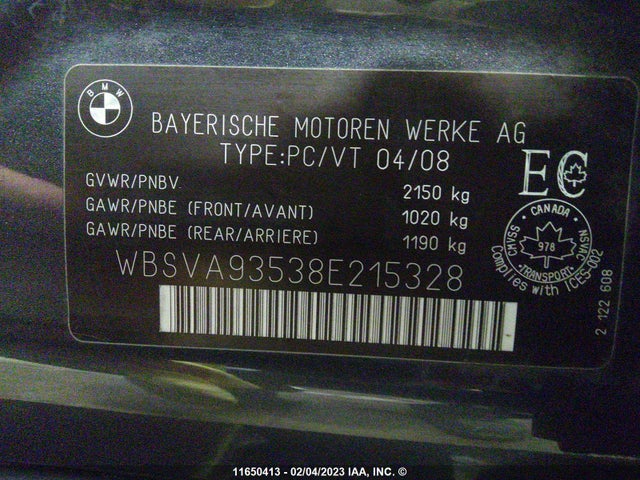 BMW
BAYERISCHE MOTOREN WERKE AG
TYPE:PC/VT 04/08
GVWR/PNBV 2150 kg
GAWR/PNBE (FRONT/AVANT) 1020 kg
GAWR/PNBE (REAR/ARRIERE) 1190 kg
WBSVA93538E215328
EC
CANADA
CMVSS
NSVAC
978
TRANSPORT
Complies with ICES-002
2 122 608
11650413 - 02/04/2023 IAA, INC. ©